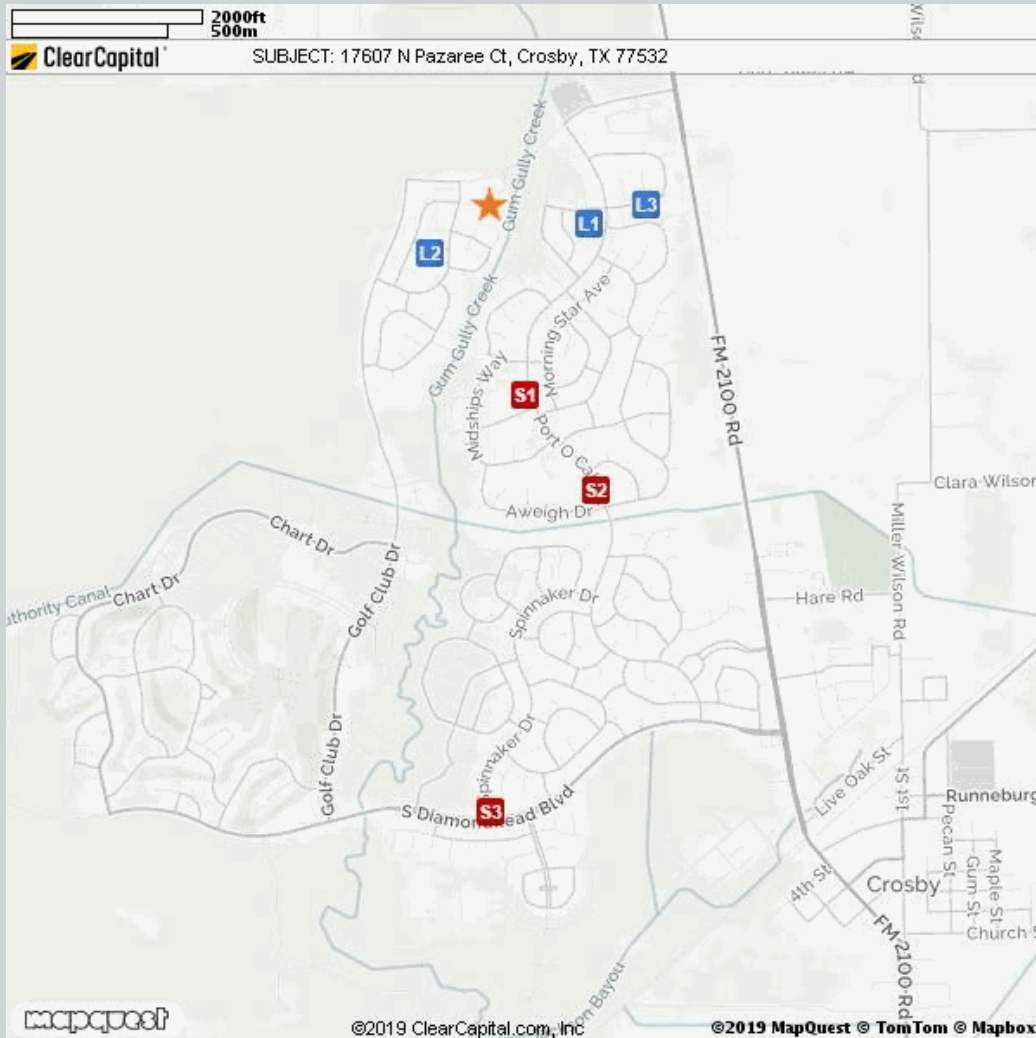 2000ft
500m
ClearCapital
SUBJECT: 17607 N Pazaree Ct, Crosby, TX 77532
Gum Gully Creek
L3
L1
L2
Gum Gully Creek
Morning Star Ave
Midships Way
FM-2100 Rd
S1
Port O Ca
S2
Clara Wilson
Aweigh Dr
Miller Wilson Rd
Chart Dr
Chart Dr
uthority Canal
Golf Club Dr
Spinnaker Dr
Hare Rd
Golf Club Dr
Spinnaker Dr
S3
S Diamondhead Blvd
Live Oak St
1st St
Runneburg
Pecan St
Gum St
Maple St
4th St
Crosby
Church S
FM-2100 Rd
Bayou
mapquest
©2019 ClearCapital.com, Inc
©2019 MapQuest © TomTom © Mapbox